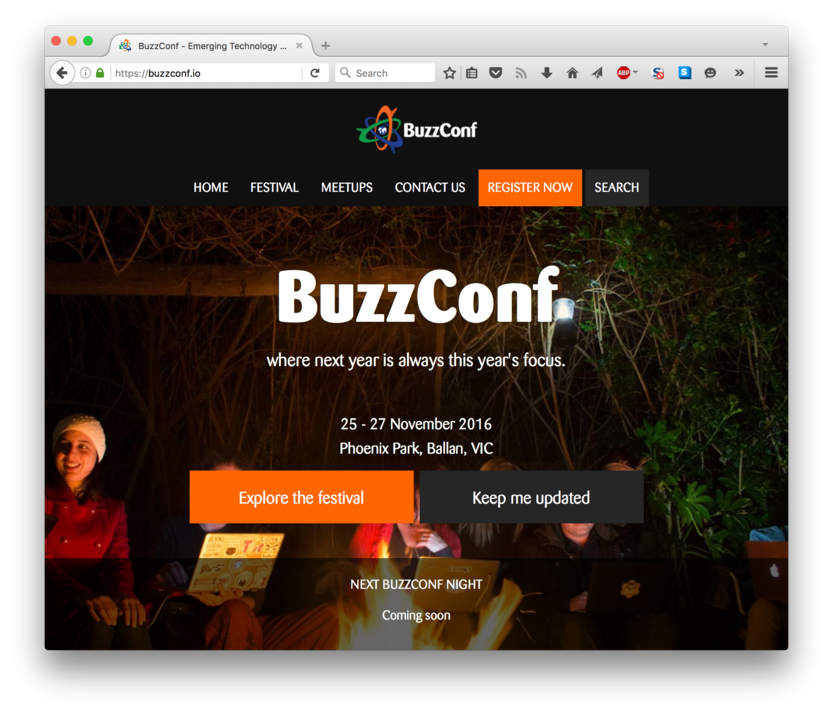 BuzzConf - Emerging Technology ...
https://buzzconf.io
Search
ABP
S
S
BuzzConf
HOME
FESTIVAL
MEETUPS
CONTACT US
REGISTER NOW
SEARCH
BuzzConf
where next year is always this year's focus.
25 - 27 November 2016
Phoenix Park, Ballan, VIC
Explore the festival
Keep me updated
NEXT BUZZCONF NIGHT
Coming soon